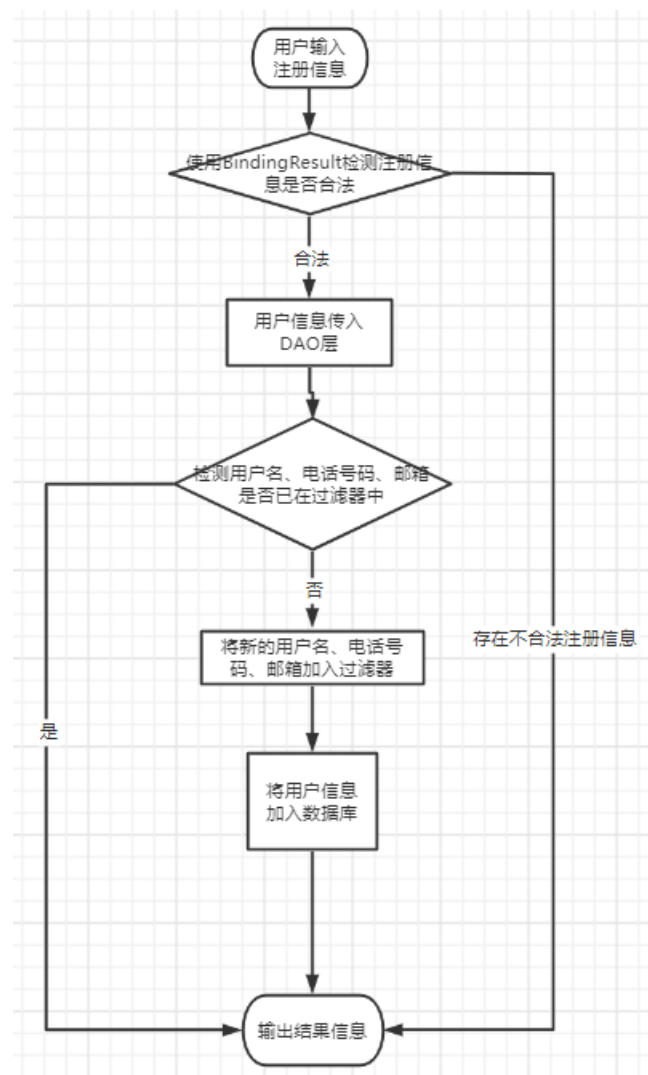 用户输入
注册信息
使用BindingResult检测注册信
息是否合法
合法
用户信息传入
DAO层
检测用户名、电话号码、邮箱
是否已在过滤器中
否
将新的用户名、电话号
码、邮箱加入过滤器
存在不合法注册信息
是
将用户信息
加入数据库
输出结果信息